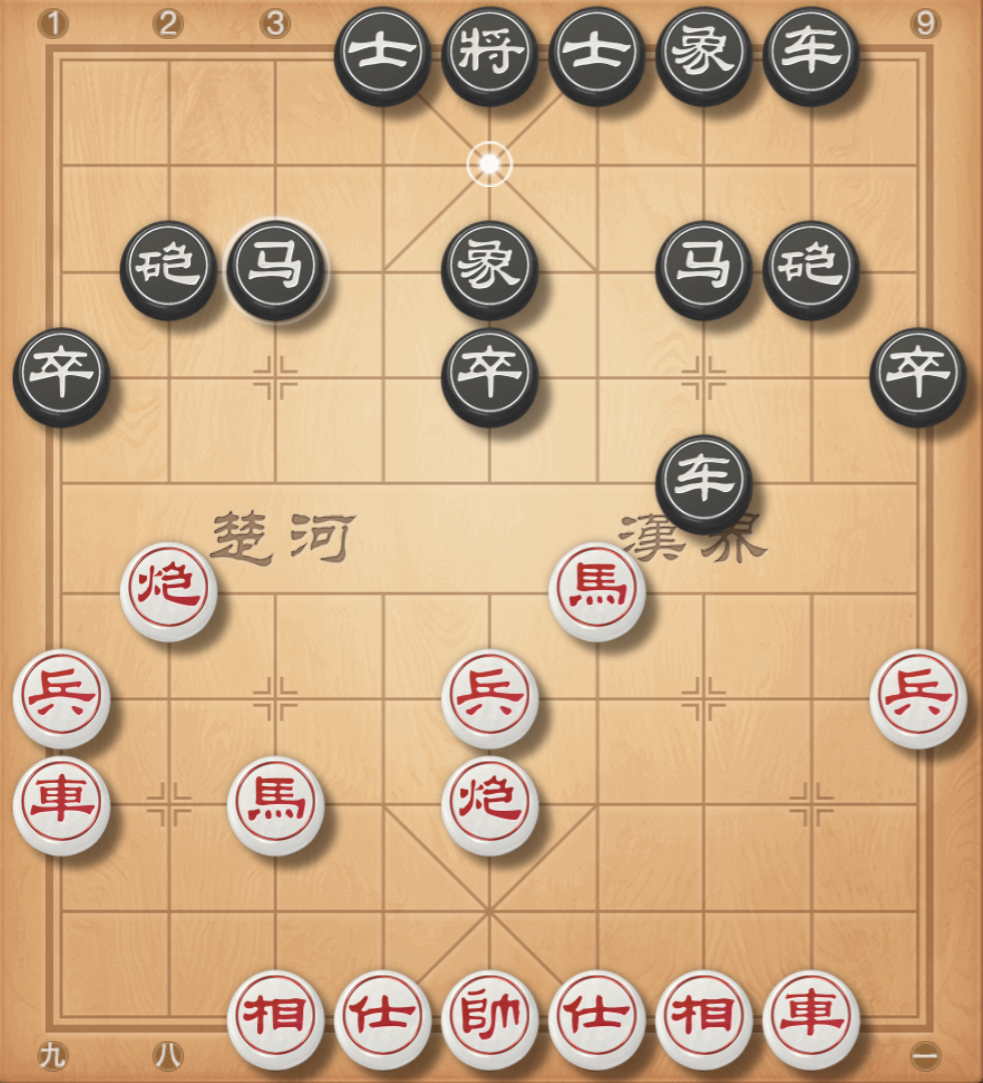 1 2 3 9
士 将 士 象 车
砲 马 象 马 砲
卒 卒 卒
车
楚河 漢界
炮 馬
兵 兵 兵
車 馬 炮
相 仕 帥 仕 相 車
九 八 一